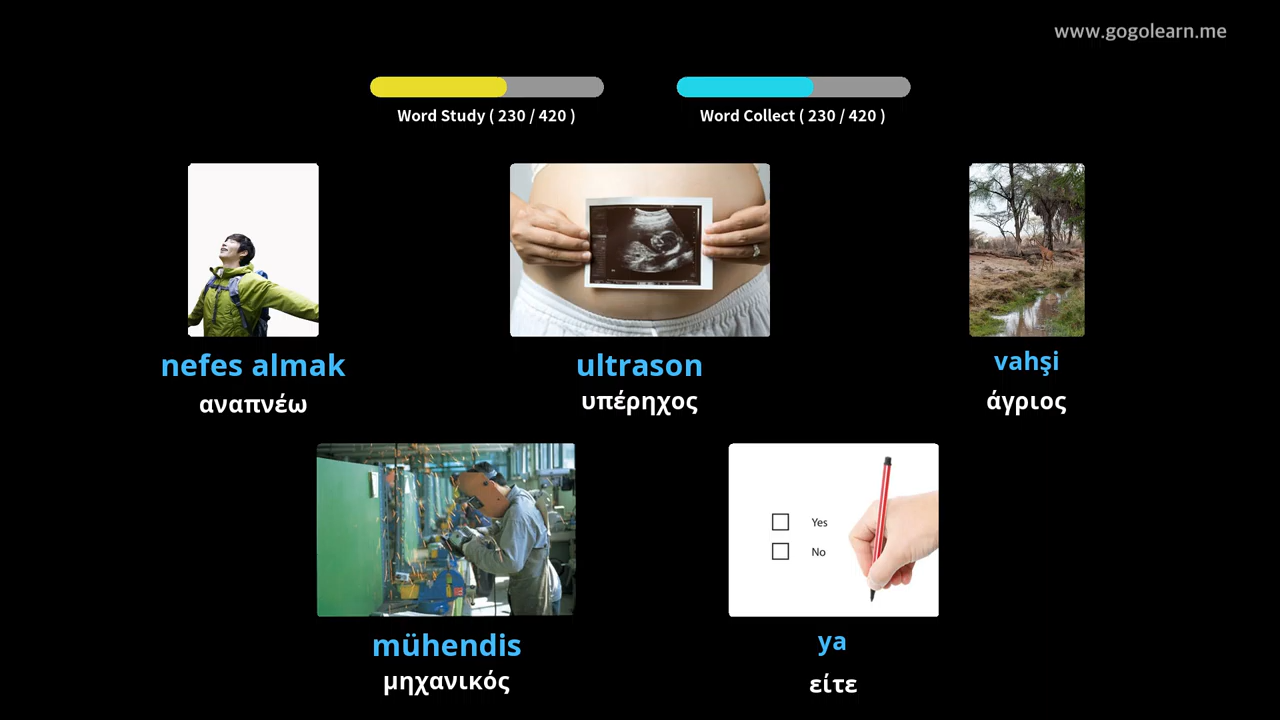 www.gogolearn.me
Word Study ( 230 / 420 )
Word Collect ( 230 / 420 )
nefes almak
αναπνέω
ultrason
υπέρηχος
vahşi
άγριος
Yes
No
mühendis
μηχανικός
ya
είτε